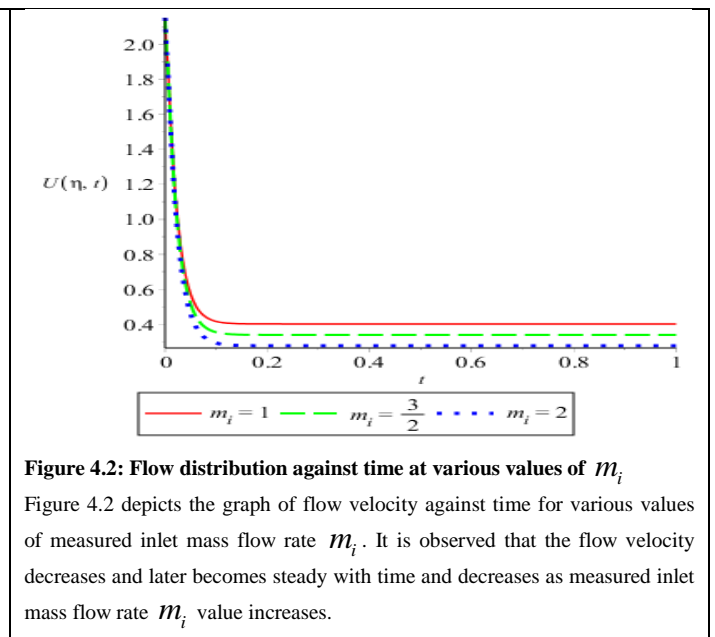 2.0
1.8
1.6
1.4
U(η, t) 1.2
1.0
0.8
0.6
0.4
0 0.2 0.4 0.6 0.8 1
t
m_i = 1 m_i = 3/2 m_i = 2
Figure 4.2: Flow distribution against time at various values of m_i
Figure 4.2 depicts the graph of flow velocity against time for various values
of measured inlet mass flow rate m_i. It is observed that the flow velocity
decreases and later becomes steady with time and decreases as measured inlet
mass flow rate m_i value increases.